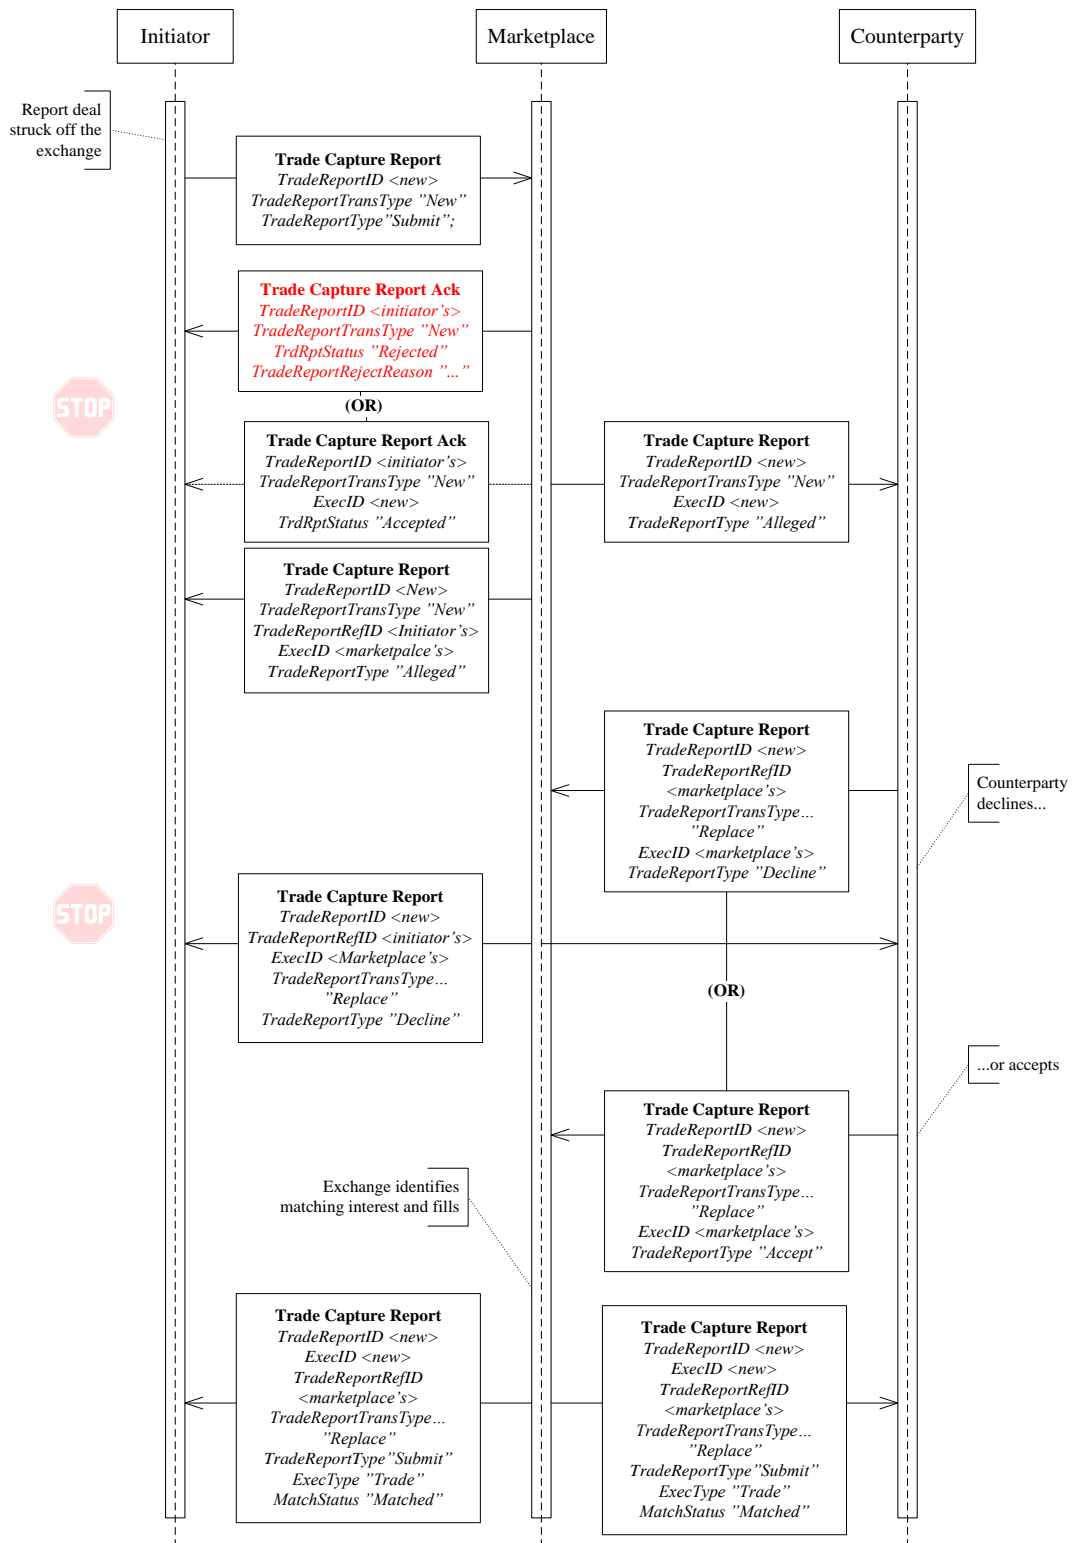 Initiator
Marketplace
Counterparty
Report deal
struck off the
exchange
Trade Capture Report
TradeReportID <new>
TradeReportTransType ”New”
TradeReportType”Submit”;
Trade Capture Report Ack
TradeReportID <initiator’s>
TradeReportTransType ”New”
TrdRptStatus ”Rejected”
TradeReportRejectReason ”...”
STOP
(OR)
Trade Capture Report Ack
TradeReportID <initiator’s>
TradeReportTransType ”New”
ExecID <new>
TrdRptStatus ”Accepted”
Trade Capture Report
TradeReportID <new>
TradeReportTransType ”New”
ExecID <new>
TradeReportType ”Alleged”
Trade Capture Report
TradeReportID <New>
TradeReportTransType ”New”
TradeReportRefID <Initiator’s>
ExecID <marketpalce’s>
TradeReportType ”Alleged”
Trade Capture Report
TradeReportID <new>
TradeReportRefID
<marketplace’s>
TradeReportTransType…
”Replace”
ExecID <marketplace’s>
TradeReportType ”Decline”
Counterparty
declines...
STOP
Trade Capture Report
TradeReportID <new>
TradeReportRefID <initiator’s>
ExecID <Marketplace’s>
TradeReportTransType…
”Replace”
TradeReportType ”Decline”
(OR)
...or accepts
Trade Capture Report
TradeReportID <new>
TradeReportRefID
<marketplace’s>
TradeReportTransType…
”Replace”
ExecID <marketplace’s>
TradeReportType ”Accept”
Exchange identifies
matching interest and fills
Trade Capture Report
TradeReportID <new>
ExecID <new>
TradeReportRefID
<marketplace’s>
TradeReportTransType…
”Replace”
TradeReportType”Submit”
ExecType ”Trade”
MatchStatus ”Matched”
Trade Capture Report
TradeReportID <new>
ExecID <new>
TradeReportRefID
<marketplace’s>
TradeReportTransType…
”Replace”
TradeReportType”Submit”
ExecType ”Trade”
MatchStatus ”Matched”